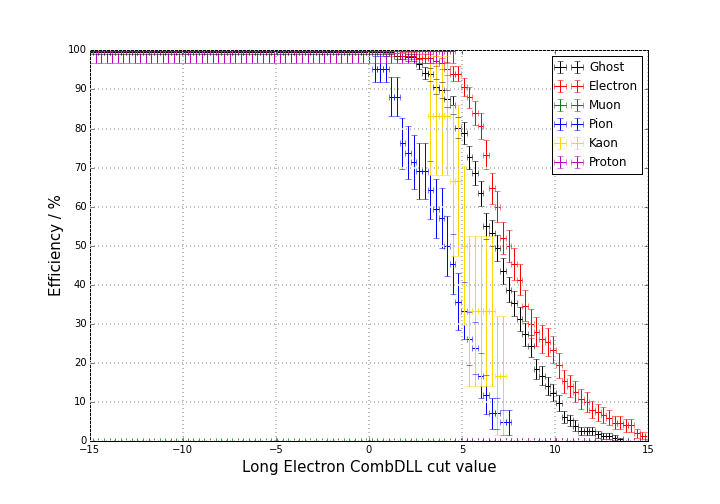 100
90
80
70
60
50
40
30
20
10
0
Efficiency / %
−15
−10
−5
0
5
10
15
Long Electron CombDLL cut value
Ghost
Electron
Muon
Pion
Kaon
Proton